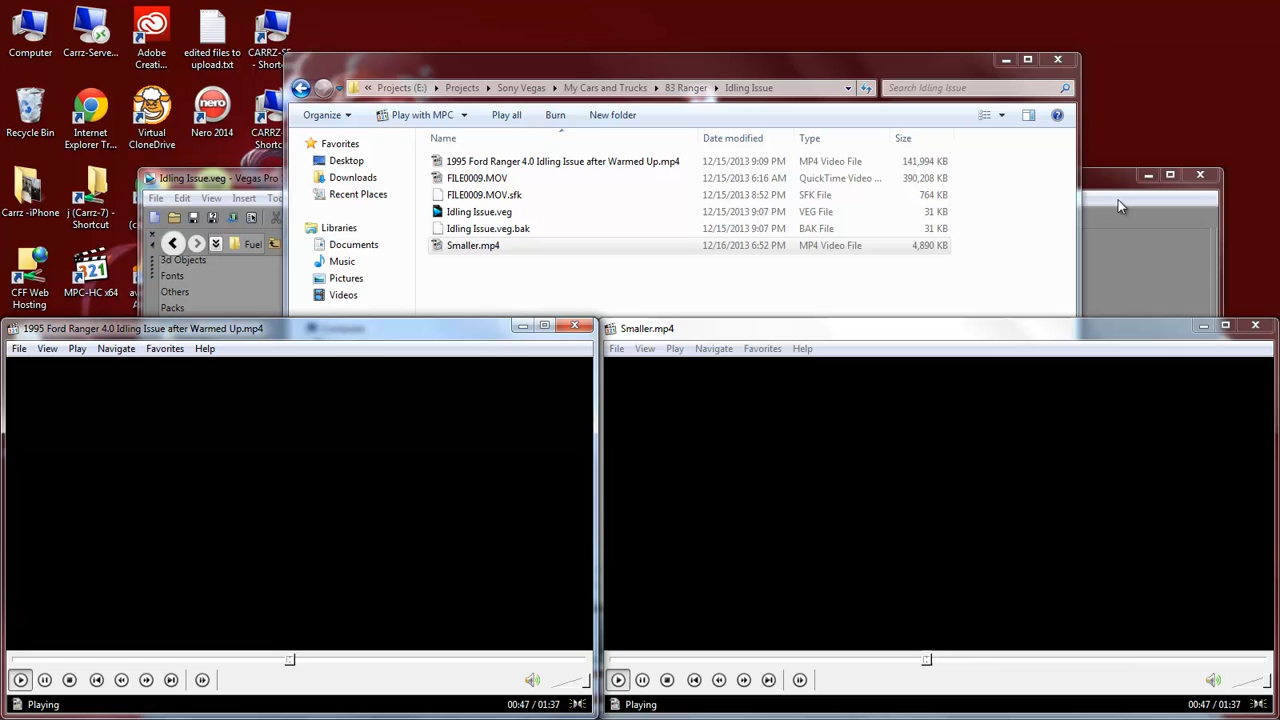 Computer
Carrz-Serve...
Adobe Creati...
edited files to upload.txt
Recycle Bin
Internet Explorer Tr...
Virtual CloneDrive
Nero 2014
Carrz - iPhone
CFF Web Hosting
MPC-HC x64
« Projects (E:) Projects Sony Vegas My Cars and Trucks 83 Ranger Idling Issue
Search Idling Issue
Organize Play with MPC Play all Burn New folder
Favorites
Desktop
Downloads
Recent Places
Libraries
Documents
Music
Pictures
Videos
Computer
Name Date modified Type Size
1995 Ford Ranger 4.0 Idling Issue after Warmed Up.mp4 12/15/2013 9:09 PM MP4 Video File 141,994 KB
FILE0009.MOV 12/15/2013 6:16 AM QuickTime Video ... 390,208 KB
FILE0009.MOV.sfk 12/15/2013 8:52 PM SFK File 764 KB
Idling Issue.veg 12/15/2013 9:07 PM VEG File 31 KB
Idling Issue.veg.bak 12/15/2013 9:07 PM BAK File 31 KB
Smaller.mp4 12/16/2013 6:52 PM MP4 Video File 4,890 KB
Idling Issue.veg - Vegas Pro
File Edit View Insert
Fuel
3d Objects
Fonts
Others
Packs
1995 Ford Ranger 4.0 Idling Issue after Warmed Up.mp4
File View Play Navigate Favorites Help
Playing 00:47 / 01:37
Smaller.mp4
File View Play Navigate Favorites Help
Playing 00:47 / 01:37